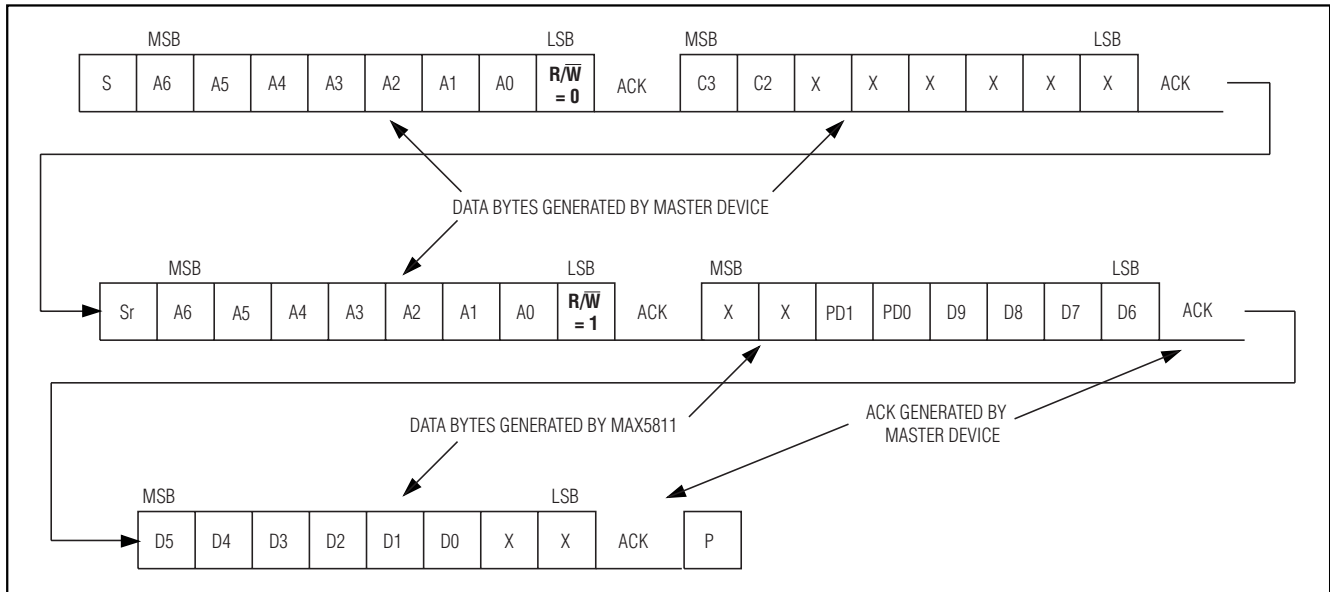 MSB LSB MSB LSB
S A6 A5 A4 A3 A2 A1 A0 R/W̅ = 0 ACK C3 C2 X X X X X X ACK
DATA BYTES GENERATED BY MASTER DEVICE
MSB LSB MSB LSB
Sr A6 A5 A4 A3 A2 A1 A0 R/W̅ = 1 ACK X X PD1 PD0 D9 D8 D7 D6 ACK
DATA BYTES GENERATED BY MAX5811
ACK GENERATED BY
MASTER DEVICE
MSB LSB
D5 D4 D3 D2 D1 D0 X X ACK P